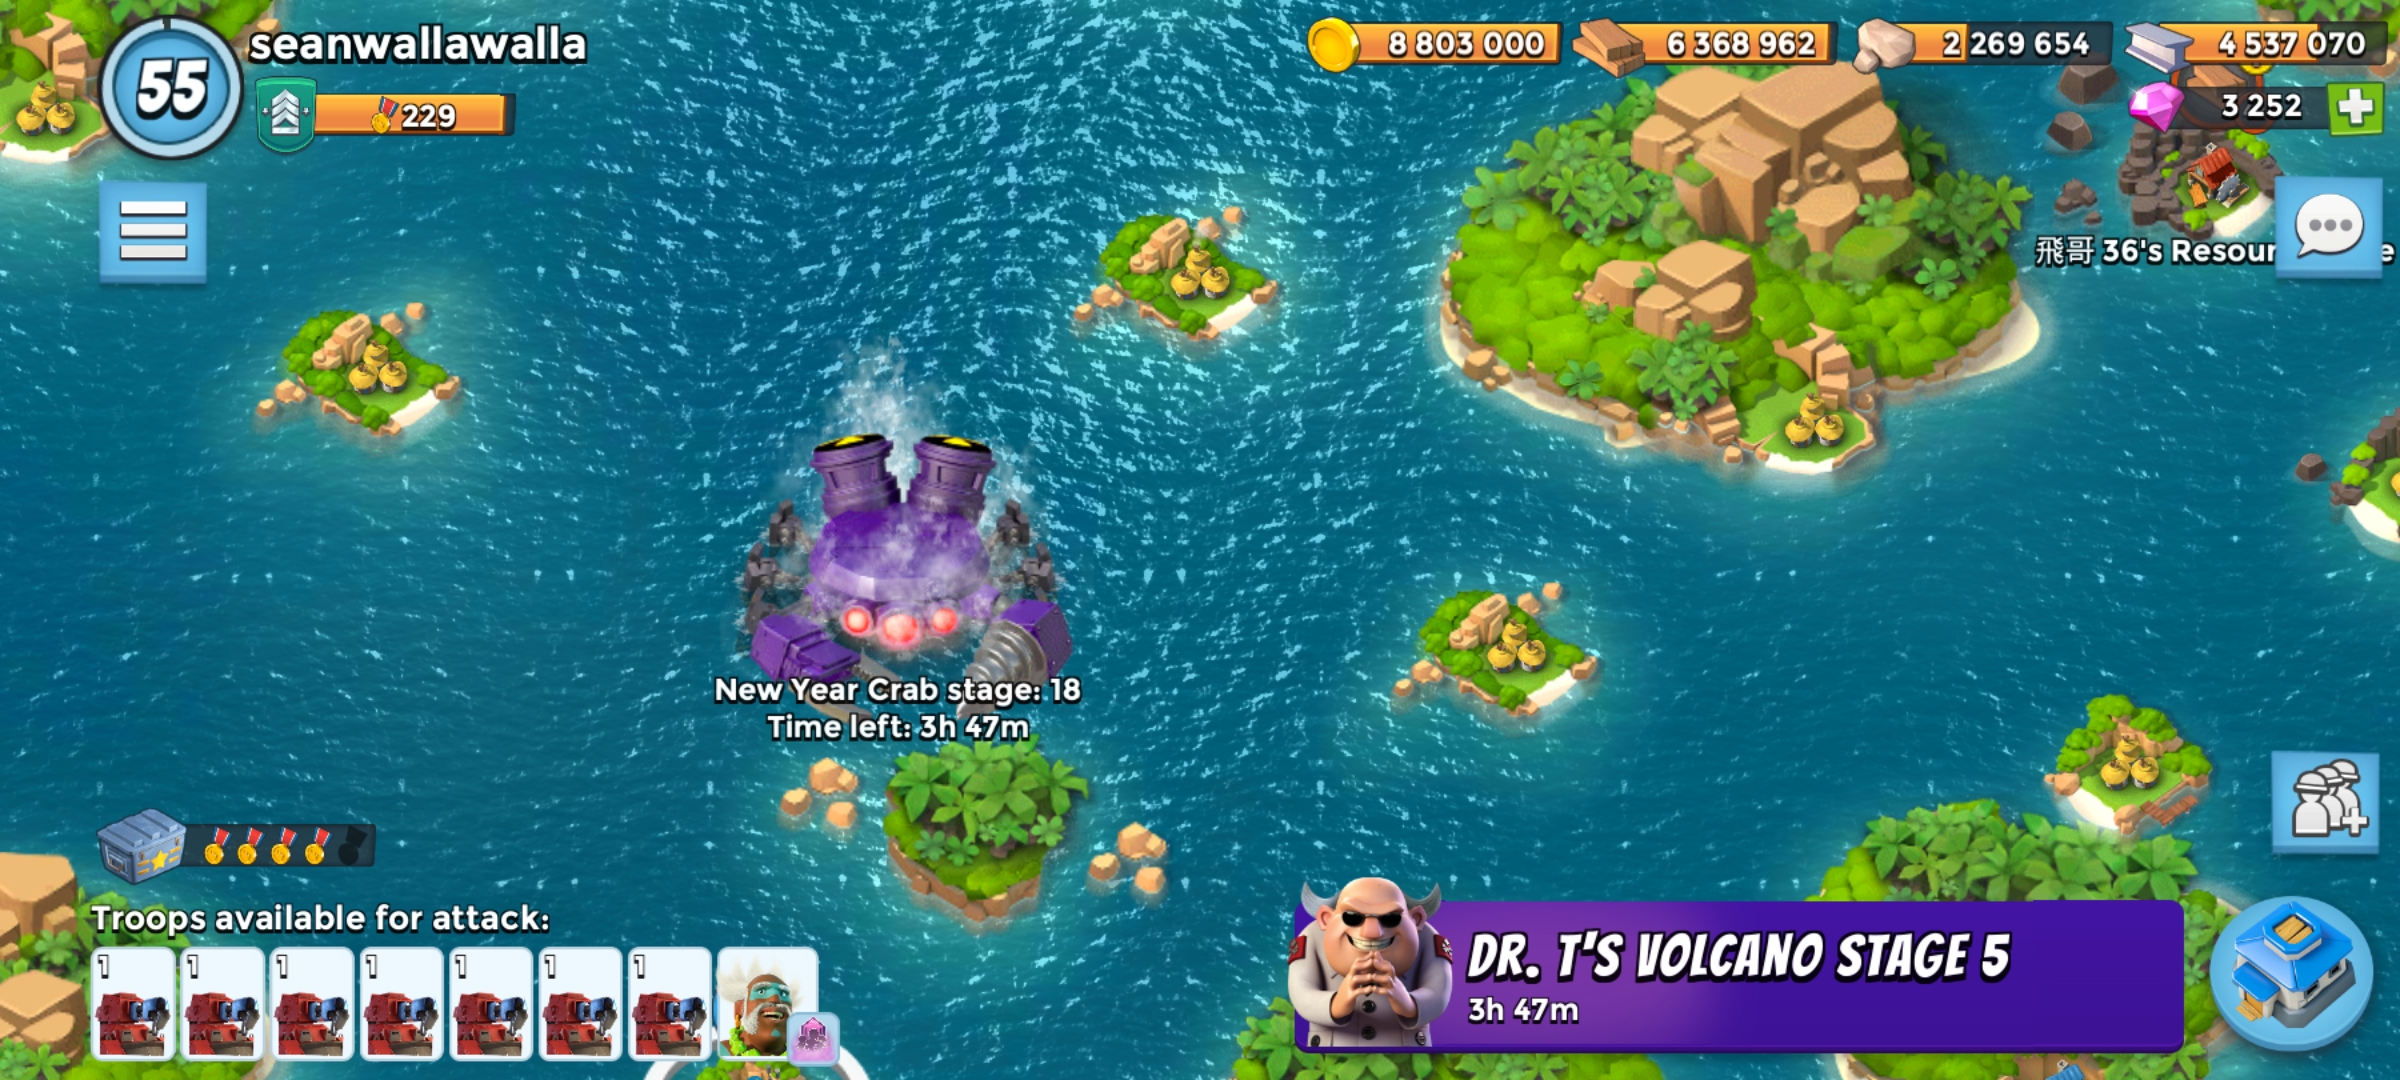 55
seanwallawalla
229
8 803 000
6 368 962
2 269 654
4 537 070
3 252
飛哥 36's Resour
New Year Crab stage: 18
Time left: 3h 47m
Troops available for attack:
1 1 1 1 1 1 1
DR. T'S VOLCANO STAGE 5
3h 47m